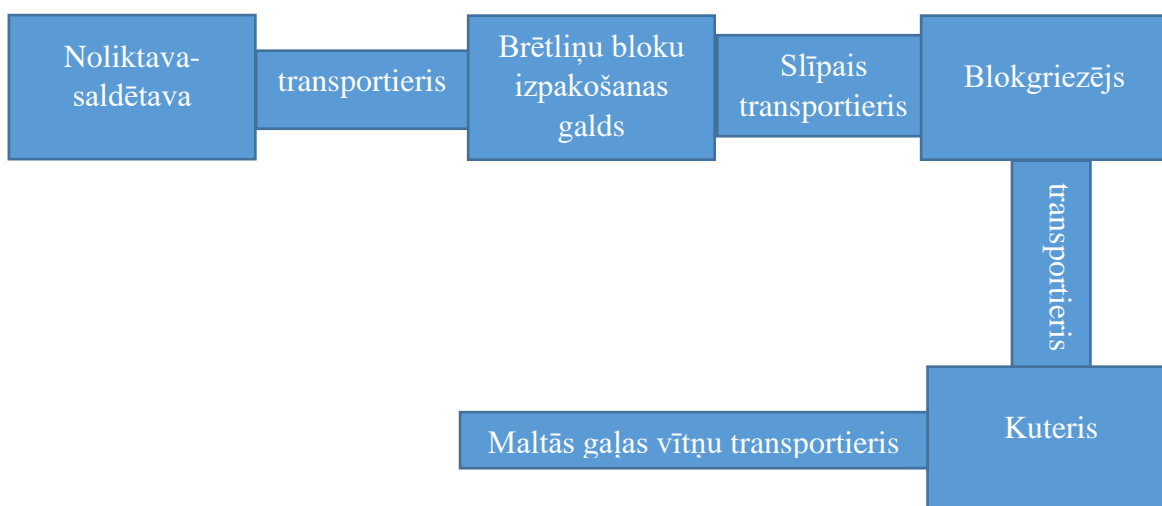 Noliktava-
saldētava
transportieris
Brētliņu bloku
izpakošanas
galds
Slīpais
transportieris
Blokgriezējs
transportieris
Kuteris
Maltās gaļas vītņu transportieris